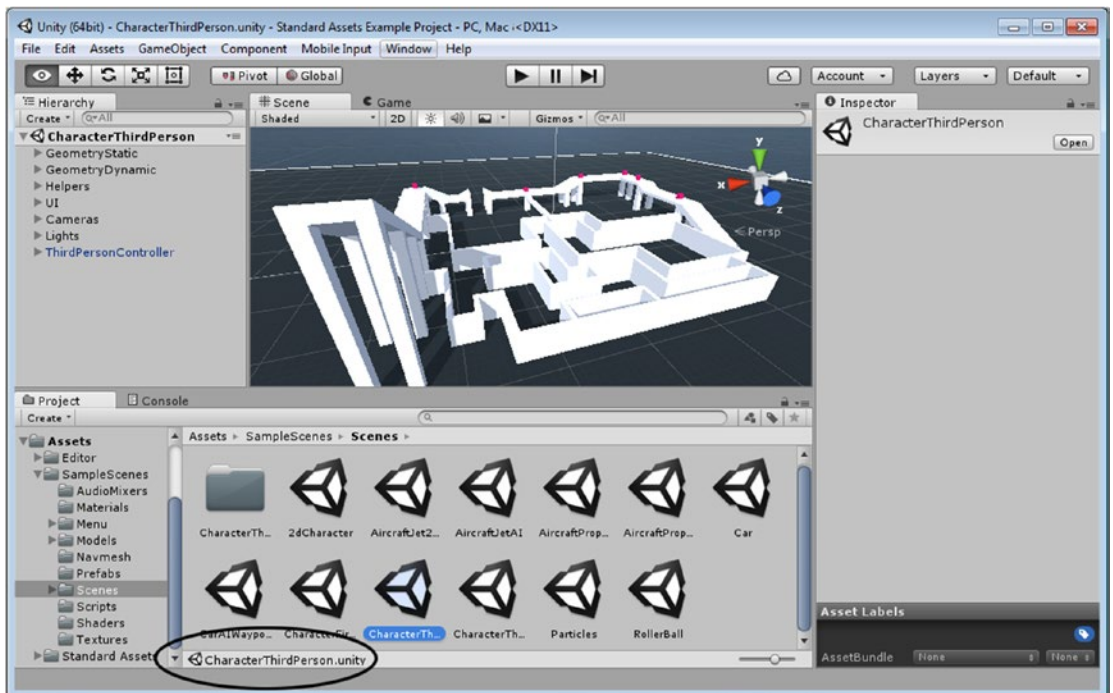 Unity (64bit) - CharacterThirdPerson.unity - Standard Assets Example Project - PC, Mac <DX11>
File Edit Assets GameObject Component Mobile Input Window Help
Pivot Global Account Layers Default
Hierarchy
Create All
CharacterThirdPerson
GeometryStatic
GeometryDynamic
Helpers
UI
Cameras
Lights
ThirdPersonController
Scene Game
Shaded 2D Gizmos All
y
x
z
Persp
Inspector
CharacterThirdPerson
Open
Project Console
Create
Assets
Editor
SampleScenes
AudioMixers
Materials
Menu
Models
Navmesh
Prefabs
Scenes
Scripts
Shaders
Textures
Standard Assets
Assets SampleScenes Scenes
CharacterTh... 2dCharacter AircraftJet2... AircraftJetAI AircraftProp... AircraftProp... Car
CarAIWaypo... CharacterFir... CharacterTh... CharacterTh... Particles RollerBall
CharacterThirdPerson.unity
Asset Labels
AssetBundle None None